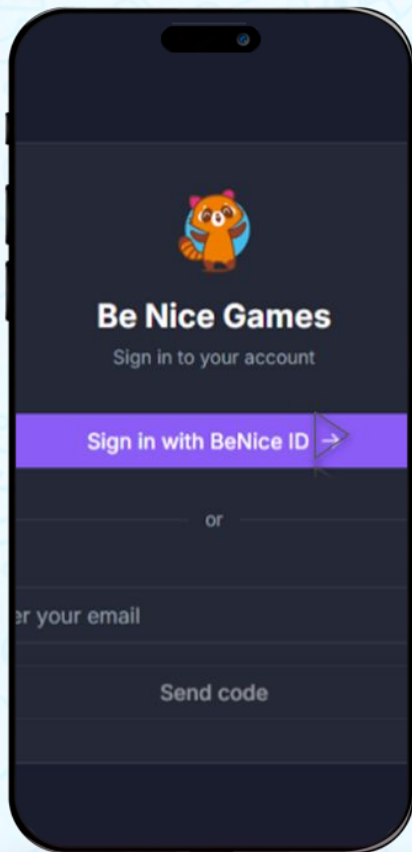 Be Nice Games
Sign in to your account
Sign in with BeNice ID →
or
er your email
Send code